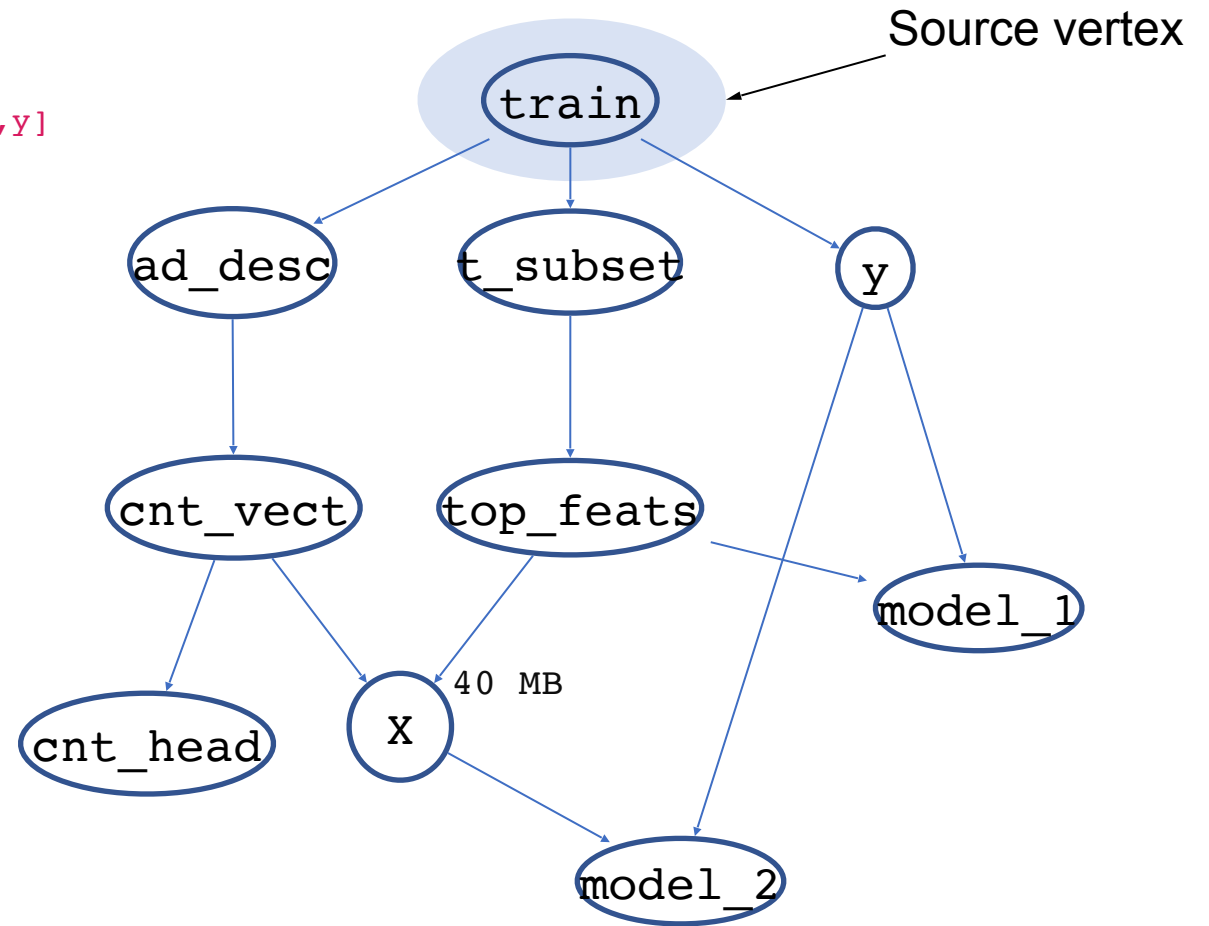 Source vertex
train
,y]
ad_desc
t_subset
y
cnt_vect
top_feats
model_1
40 MB
X
cnt_head
model_2